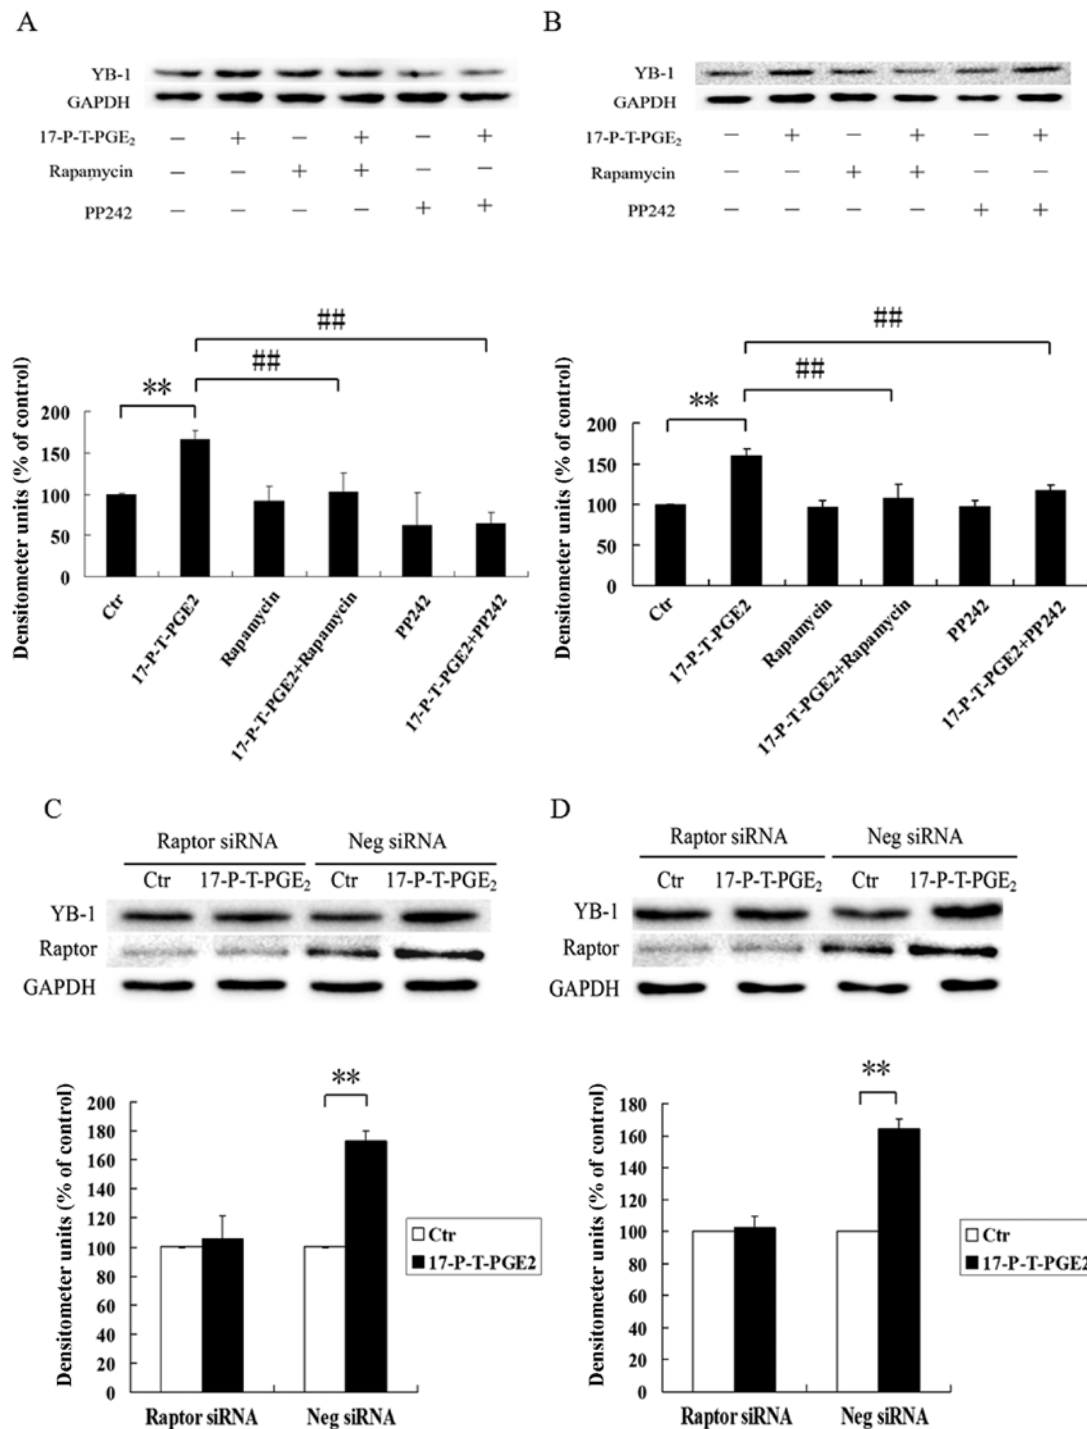 A
YB-1
GAPDH
17-P-T-PGE₂ − + − + − +
Rapamycin − − + + − −
PP242 − − − − + +
##
##
**
Densitometer units (% of control)
200
150
100
50
0
Ctr
17-P-T-PGE2
Rapamycin
17-P-T-PGE2+Rapamycin
PP242
17-P-T-PGE2+PP242
B
YB-1
GAPDH
17-P-T-PGE₂ − + − + − +
Rapamycin − − + + − −
PP242 − − − − + +
##
##
**
Densitometer units (% of control)
200
150
100
50
0
Ctr
17-P-T-PGE2
Rapamycin
17-P-T-PGE2+Rapamycin
PP242
17-P-T-PGE2+PP242
C
Raptor siRNA Neg siRNA
Ctr 17-P-T-PGE₂ Ctr 17-P-T-PGE₂
YB-1
Raptor
GAPDH
**
Densitometer units (% of control)
200
180
160
140
120
100
80
60
40
20
0
Raptor siRNA Neg siRNA
Ctr
17-P-T-PGE2
D
Raptor siRNA Neg siRNA
Ctr 17-P-T-PGE₂ Ctr 17-P-T-PGE₂
YB-1
Raptor
GAPDH
**
Densitometer units (% of control)
180
160
140
120
100
80
60
40
20
0
Raptor siRNA Neg siRNA
Ctr
17-P-T-PGE2